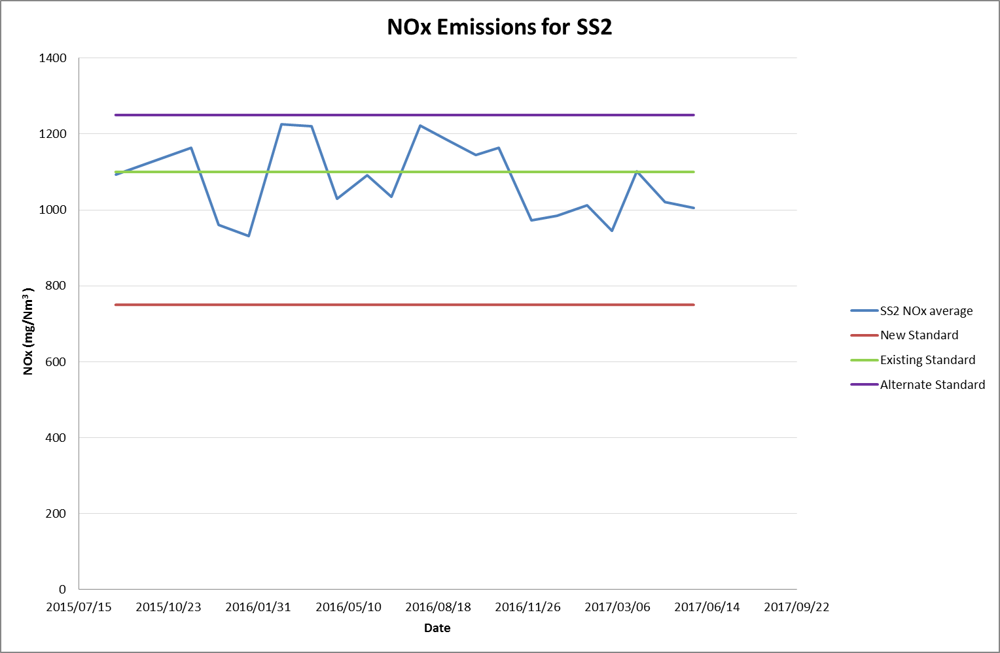 NOx Emissions for SS2
1400
1200
1000
800
600
400
200
0
NOx (mg/Nm³ )
2015/07/15 2015/10/23 2016/01/31 2016/05/10 2016/08/18 2016/11/26 2017/03/06 2017/06/14 2017/09/22
Date
SS2 NOx average
New Standard
Existing Standard
Alternate Standard